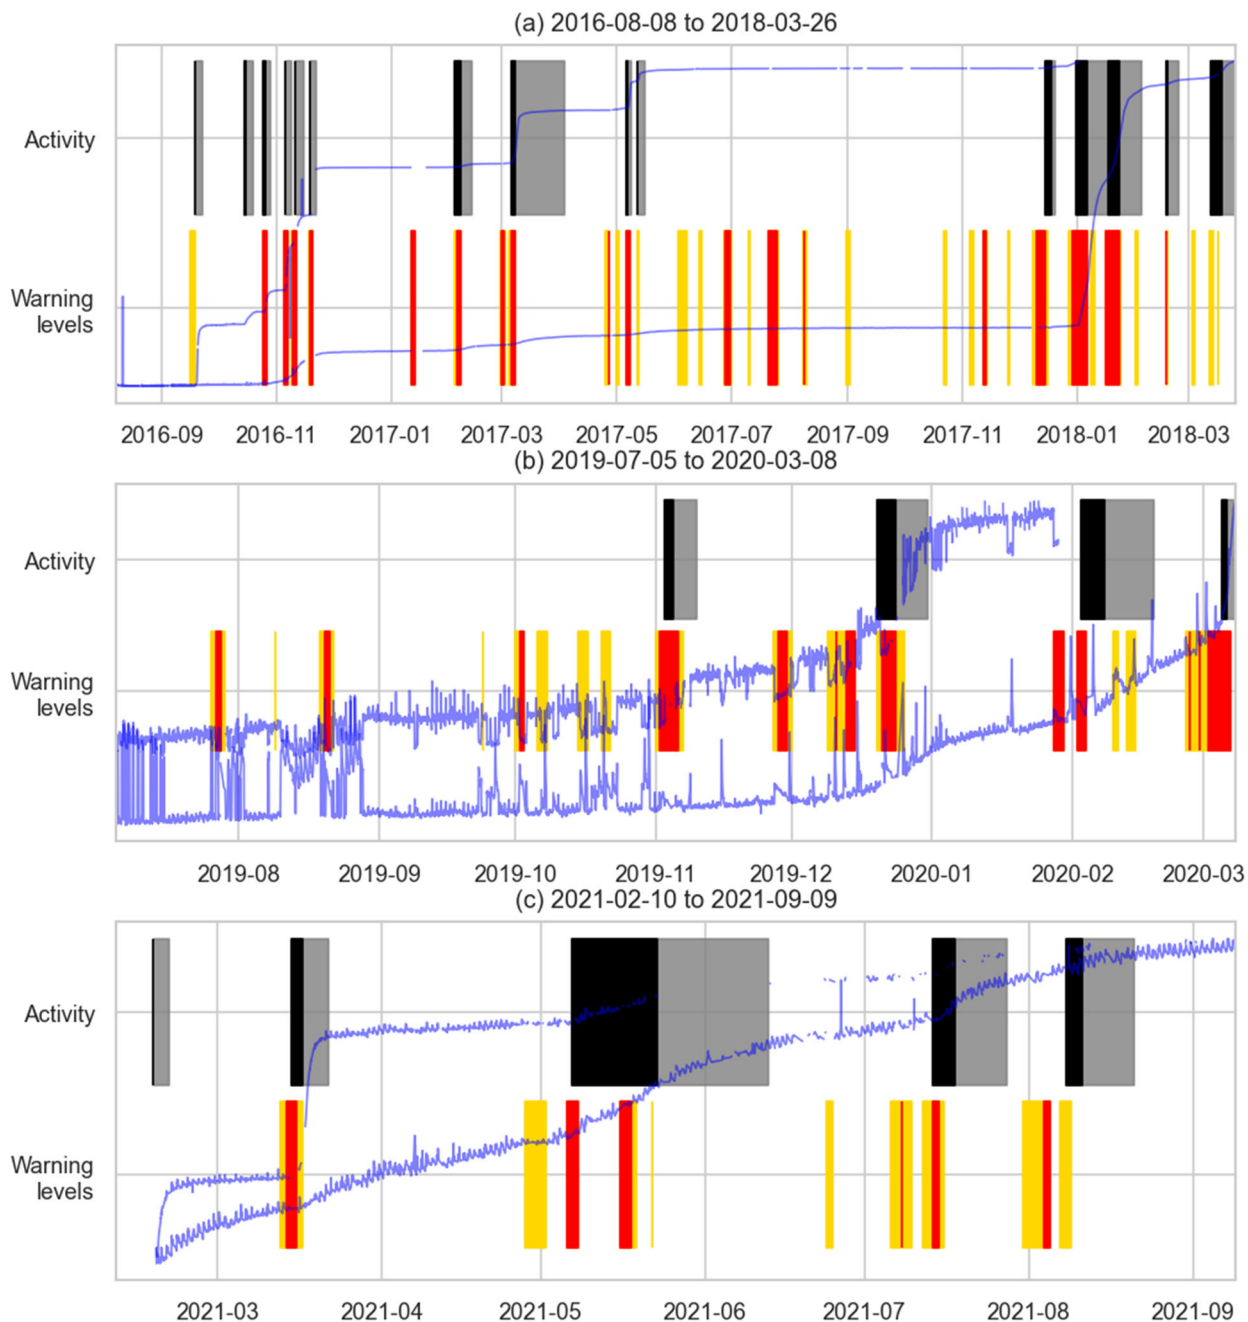 (a) 2016-08-08 to 2018-03-26
Activity
Warning
levels
2016-09 2016-11 2017-01 2017-03 2017-05 2017-07 2017-09 2017-11 2018-01 2018-03
(b) 2019-07-05 to 2020-03-08
Activity
Warning
levels
2019-08 2019-09 2019-10 2019-11 2019-12 2020-01 2020-02 2020-03
(c) 2021-02-10 to 2021-09-09
Activity
Warning
levels
2021-03 2021-04 2021-05 2021-06 2021-07 2021-08 2021-09